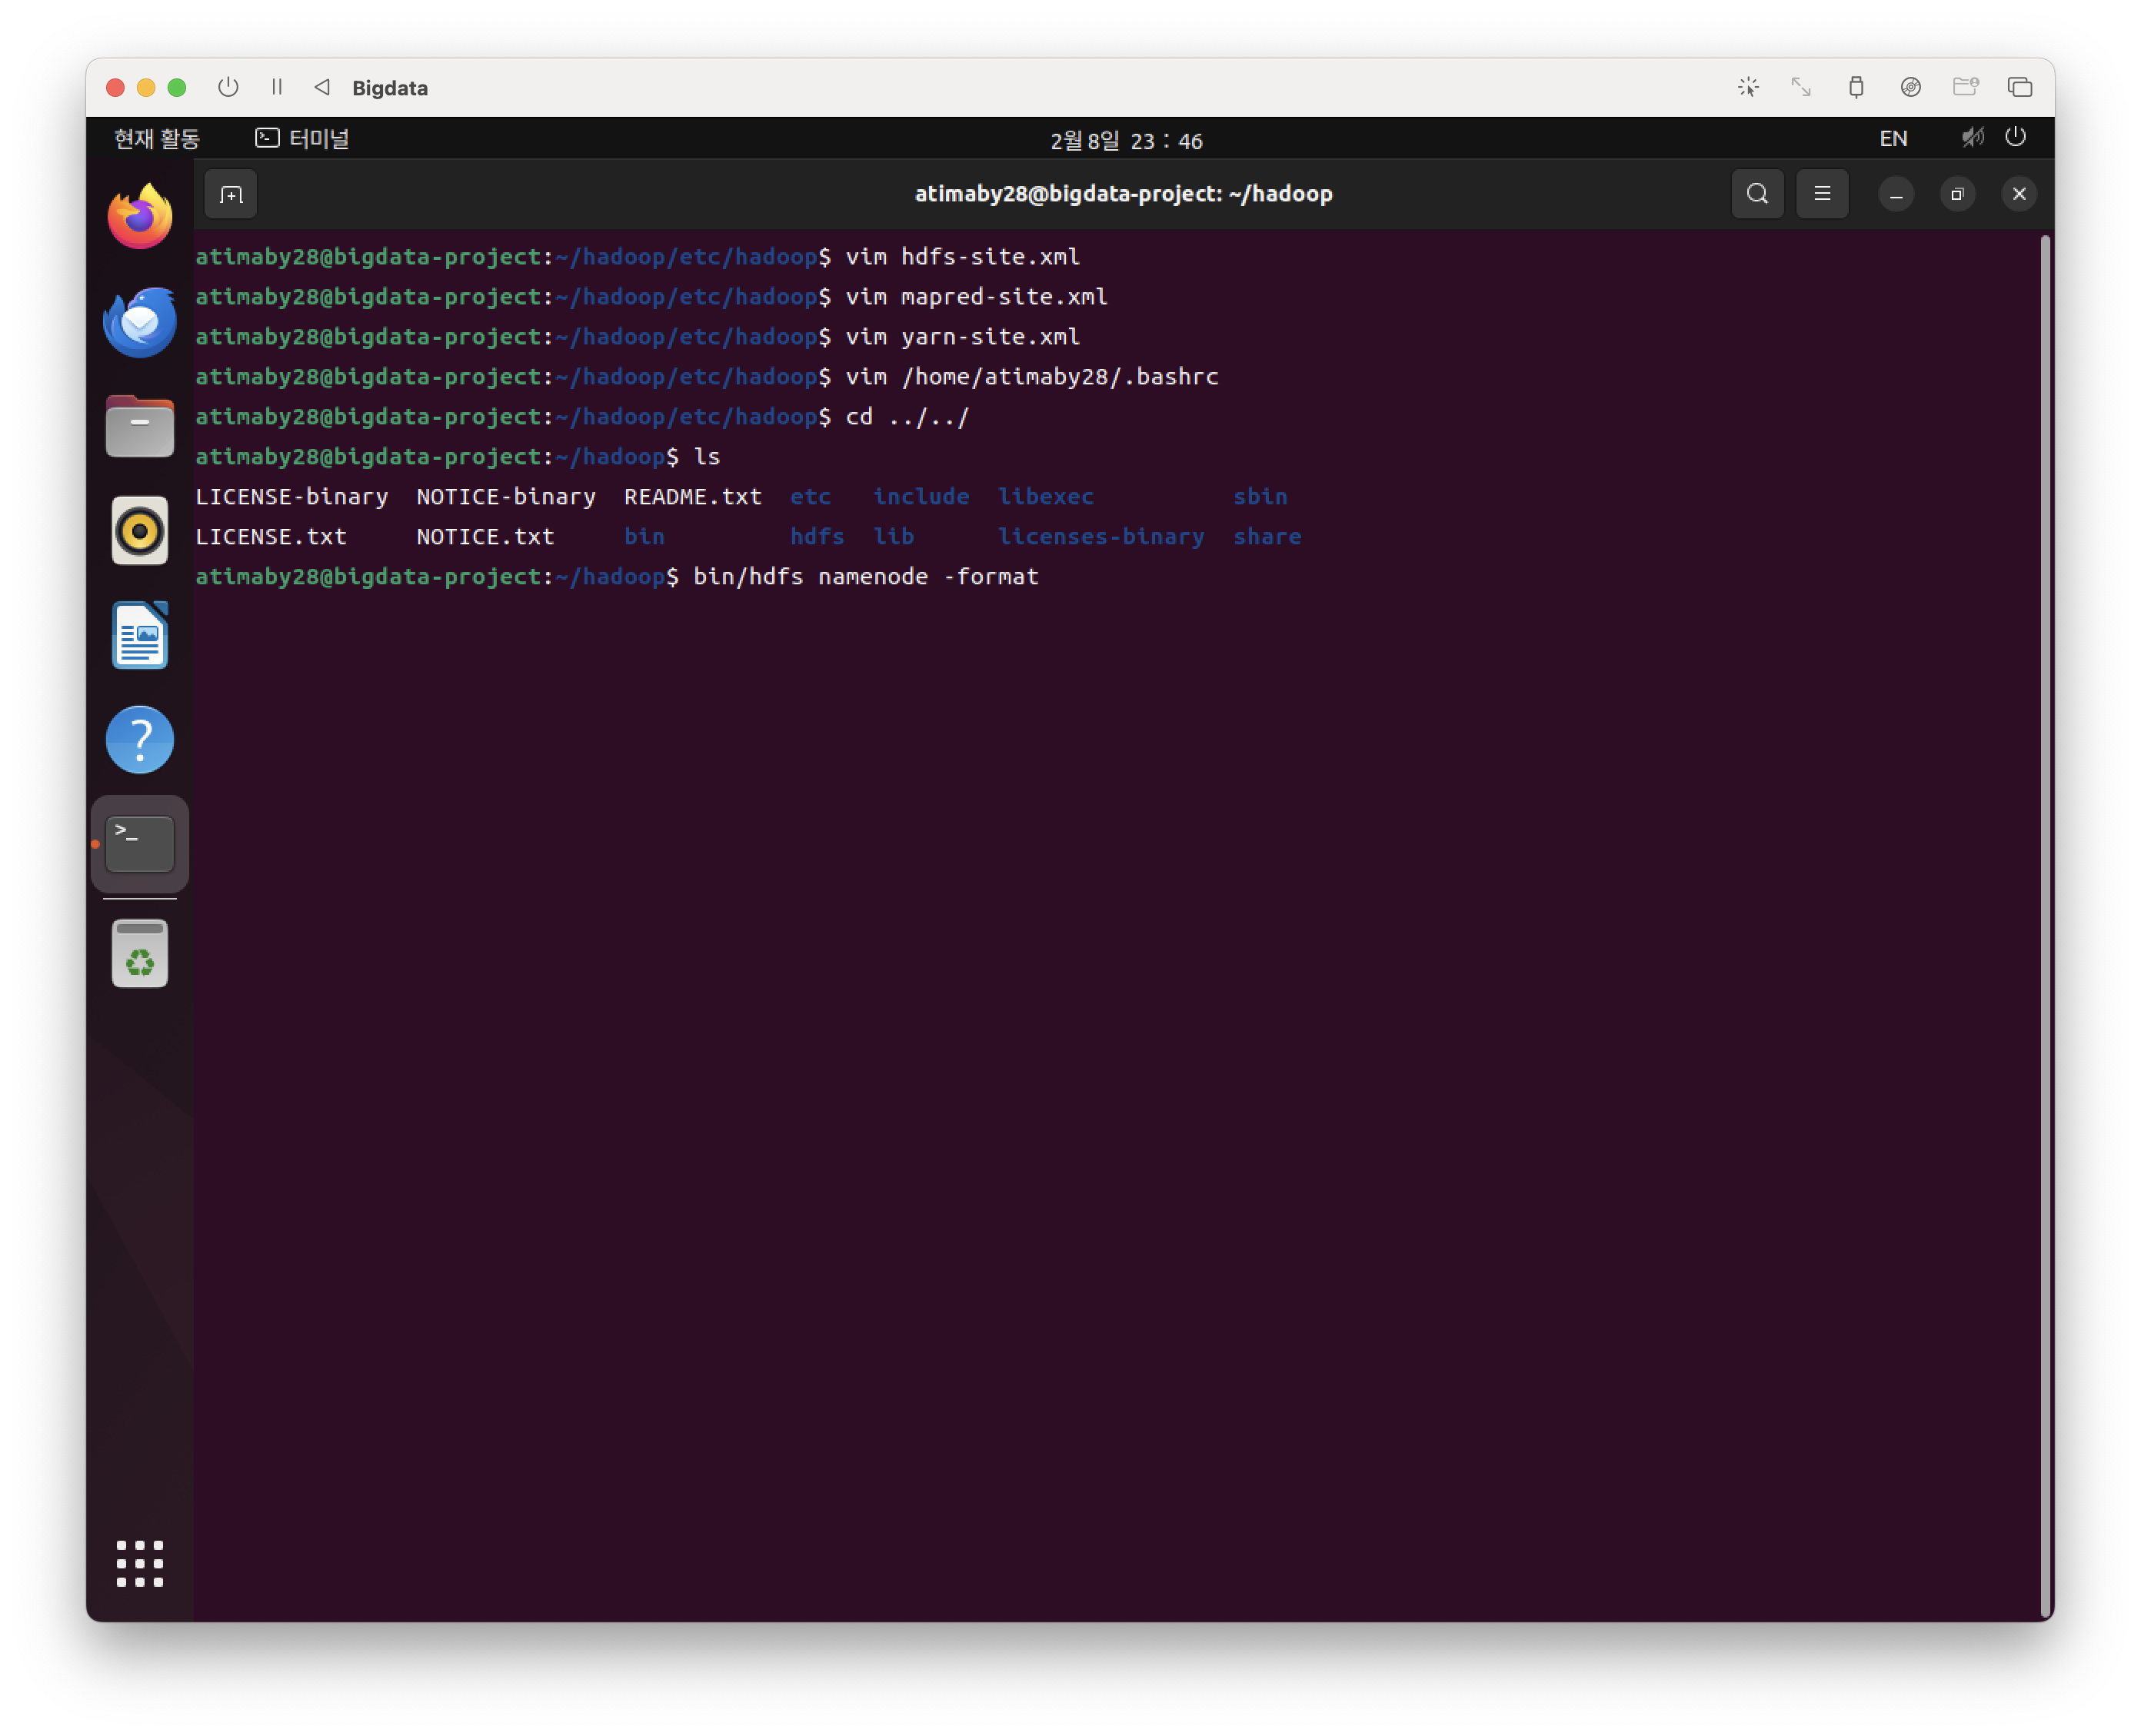 Bigdata
현재 활동 터미널 2월 8일 23 : 46 EN
atimaby28@bigdata-project: ~/hadoop
atimaby28@bigdata-project:~/hadoop/etc/hadoop$ vim hdfs-site.xml
atimaby28@bigdata-project:~/hadoop/etc/hadoop$ vim mapred-site.xml
atimaby28@bigdata-project:~/hadoop/etc/hadoop$ vim yarn-site.xml
atimaby28@bigdata-project:~/hadoop/etc/hadoop$ vim /home/atimaby28/.bashrc
atimaby28@bigdata-project:~/hadoop/etc/hadoop$ cd ../../
atimaby28@bigdata-project:~/hadoop$ ls
LICENSE-binary NOTICE-binary README.txt etc include libexec sbin
LICENSE.txt NOTICE.txt bin hdfs lib licenses-binary share
atimaby28@bigdata-project:~/hadoop$ bin/hdfs namenode -format